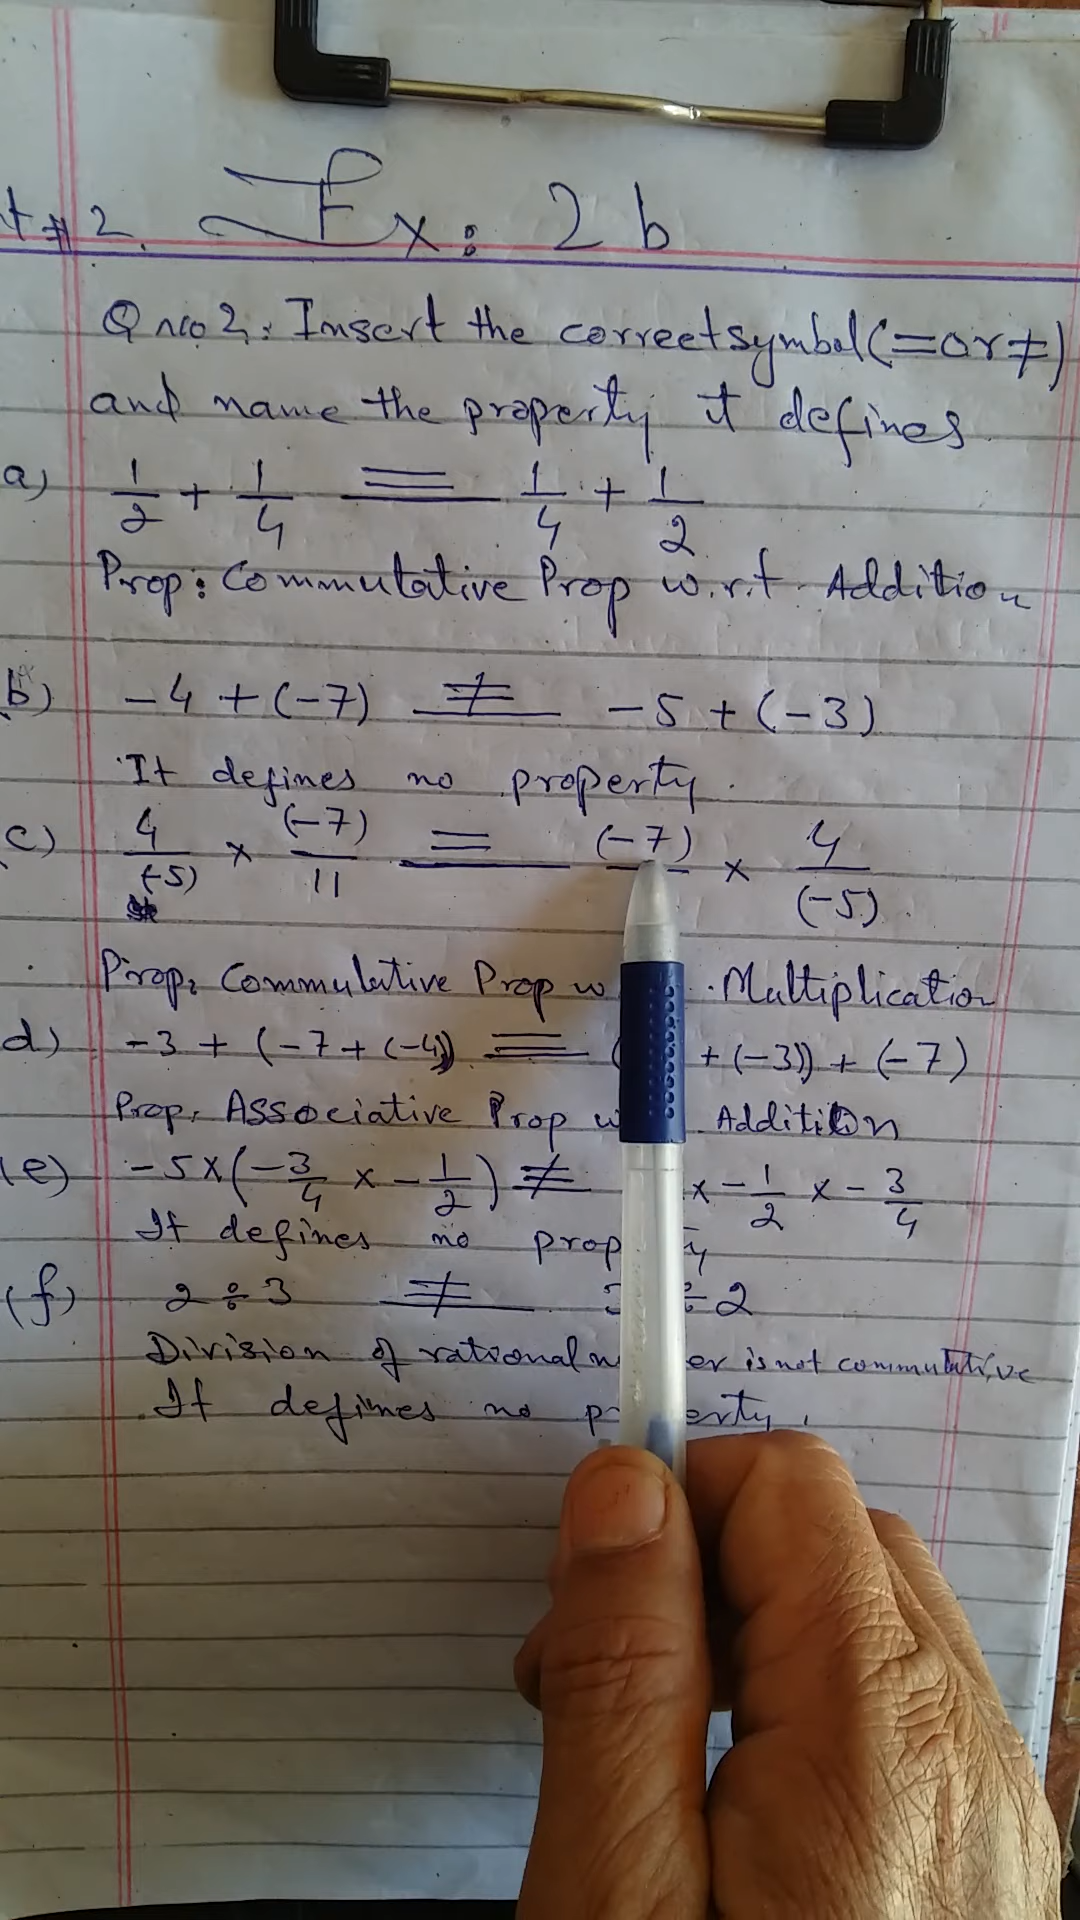 t # 2. Ex: 2 b
Q no 2: Insert the correct symbol (= or ≠)
and name the property it defines
a) 1/2 + 1/4 = 1/4 + 1/2
Prop: Commutative Prop w.r.t. Addition
b) -4 + (-7) ≠ -5 + (-3)
It defines no property.
c) 4/(-5) × (-7)/11 = (-7) × 4/(-5)
Prop: Commulative Prop w . Multiplication
d) -3 + (-7 + (-4)) = ( + (-3)) + (-7)
Prop: Associative Prop w . Addition
(e) -5 × (-3/4 × -1/2) ≠ × -1/2 × -3/4
It defines no prop y
(f) 2 ÷ 3 ≠ ÷ 2
Division of rational n er is not commutative
It defines no p erty.